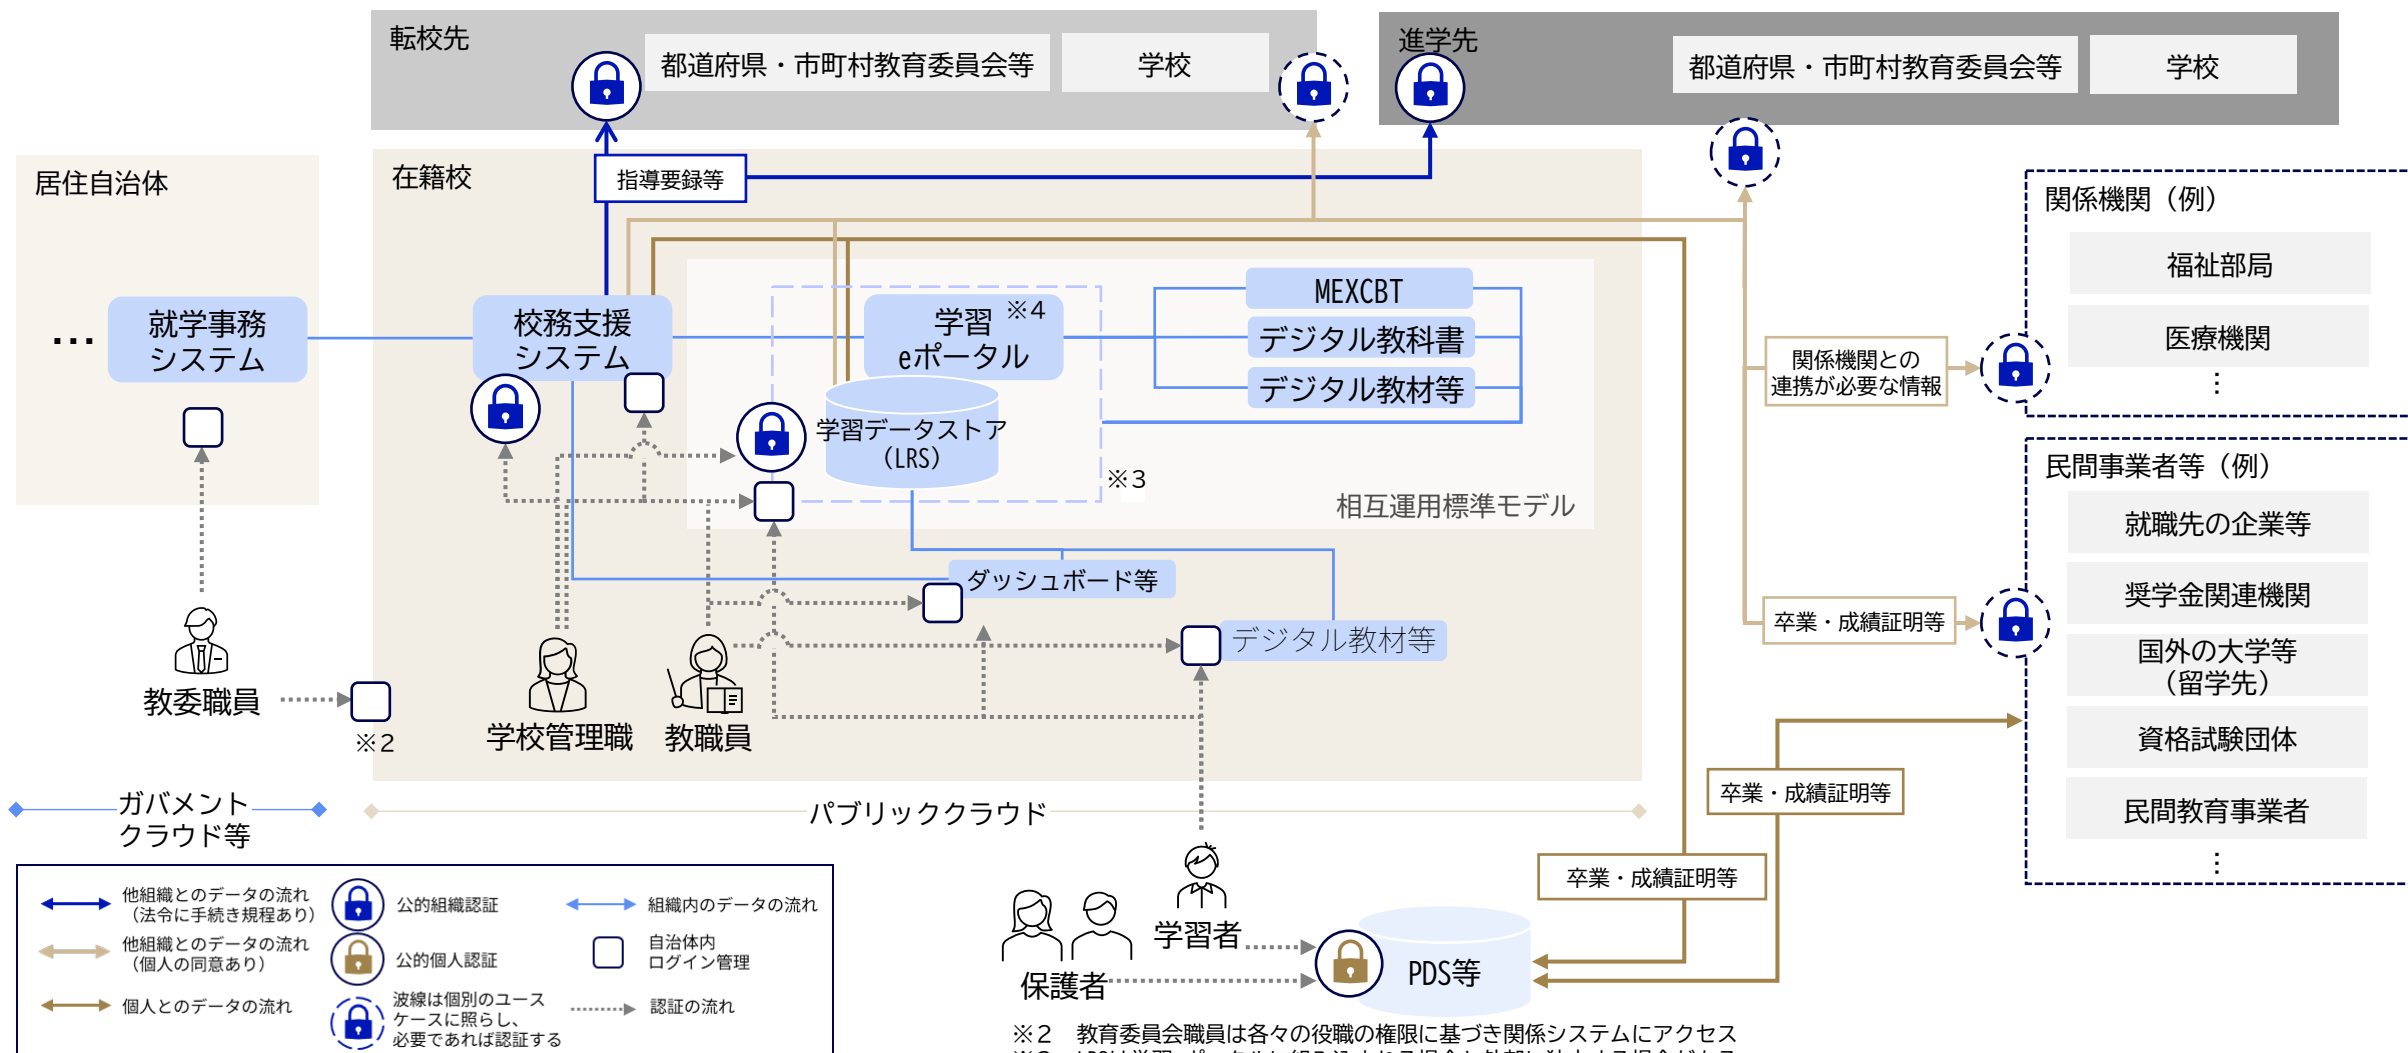 転校先
都道府県・市町村教育委員会等
学校
進学先
都道府県・市町村教育委員会等
学校
居住自治体
在籍校
指導要録等
関係機関（例）
福祉部局
医療機関
⋮
…
就学事務
システム
校務支援
システム
学習 ※4
eポータル
MEXCBT
デジタル教科書
デジタル教材等
学習データストア
（LRS）
※3
相互運用標準モデル
関係機関との
連携が必要な情報
民間事業者等（例）
就職先の企業等
奨学金関連機関
国外の大学等
（留学先）
資格試験団体
民間教育事業者
⋮
ダッシュボード等
デジタル教材等
卒業・成績証明等
教委職員
※2
学校管理職
教職員
卒業・成績証明等
ガバメント
クラウド等
パブリッククラウド
卒業・成績証明等
学習者
保護者
PDS等
他組織とのデータの流れ
（法令に手続き規程あり）
公的組織認証
組織内のデータの流れ
他組織とのデータの流れ
（個人の同意あり）
公的個人認証
自治体内
ログイン管理
個人とのデータの流れ
波線は個別のユース
ケースに照らし、
必要であれば認証する
認証の流れ
※2 教育委員会職員は各々の役職の権限に基づき関係システムにアクセス